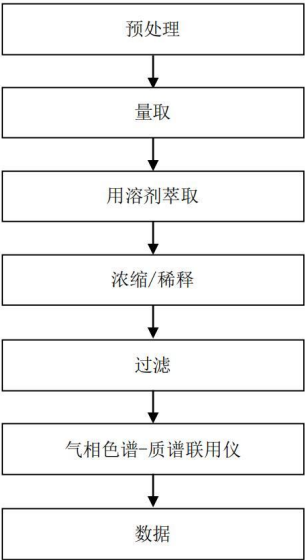 预处理
量取
用溶剂萃取
浓缩/稀释
过滤
气相色谱-质谱联用仪
数据